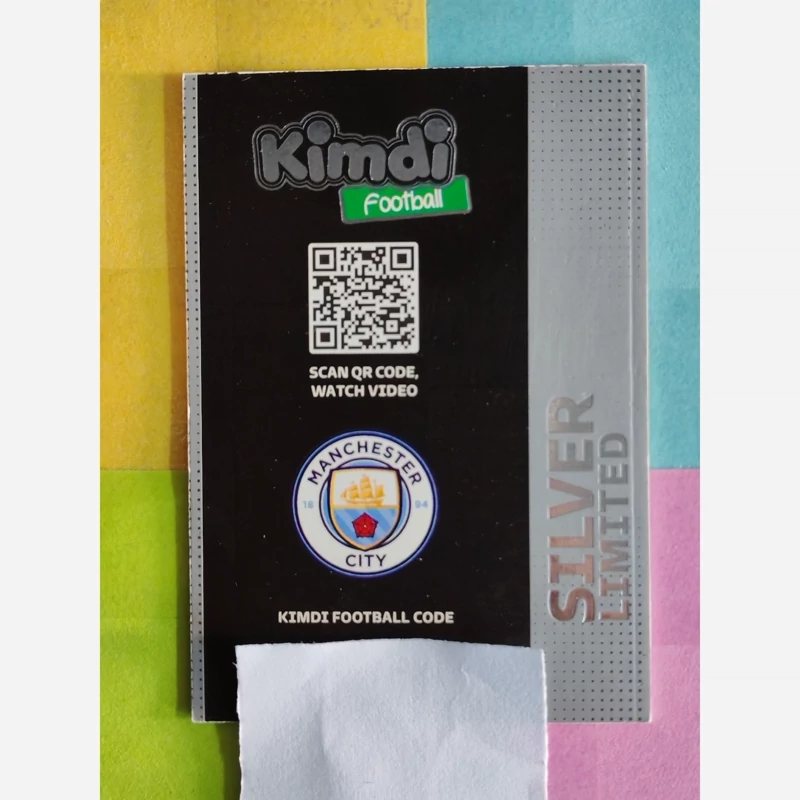 Kimdi
Football
SCAN QR CODE,
WATCH VIDEO
MANCHESTER
18 94
CITY
KIMDI FOOTBALL CODE
SILVER
LIMITED